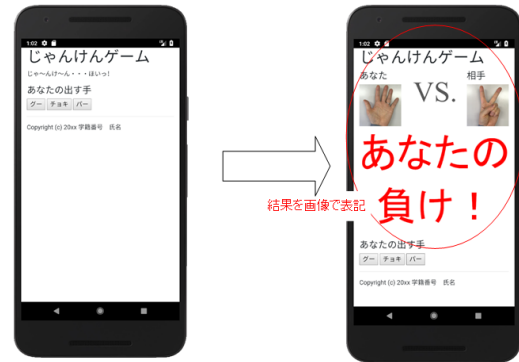 1:02
じゃんけんゲーム
じゃ～んけ～ん・・・ほいっ！
あなたの出す手
グー チョキ パー
Copyright (c) 20xx 学籍番号　氏名
結果を画像で表記
1:02
じゃんけんゲーム
あなた 相手
VS.
あなたの
負け！
あなたの出す手
グー チョキ パー
Copyright (c) 20xx 学籍番号　氏名